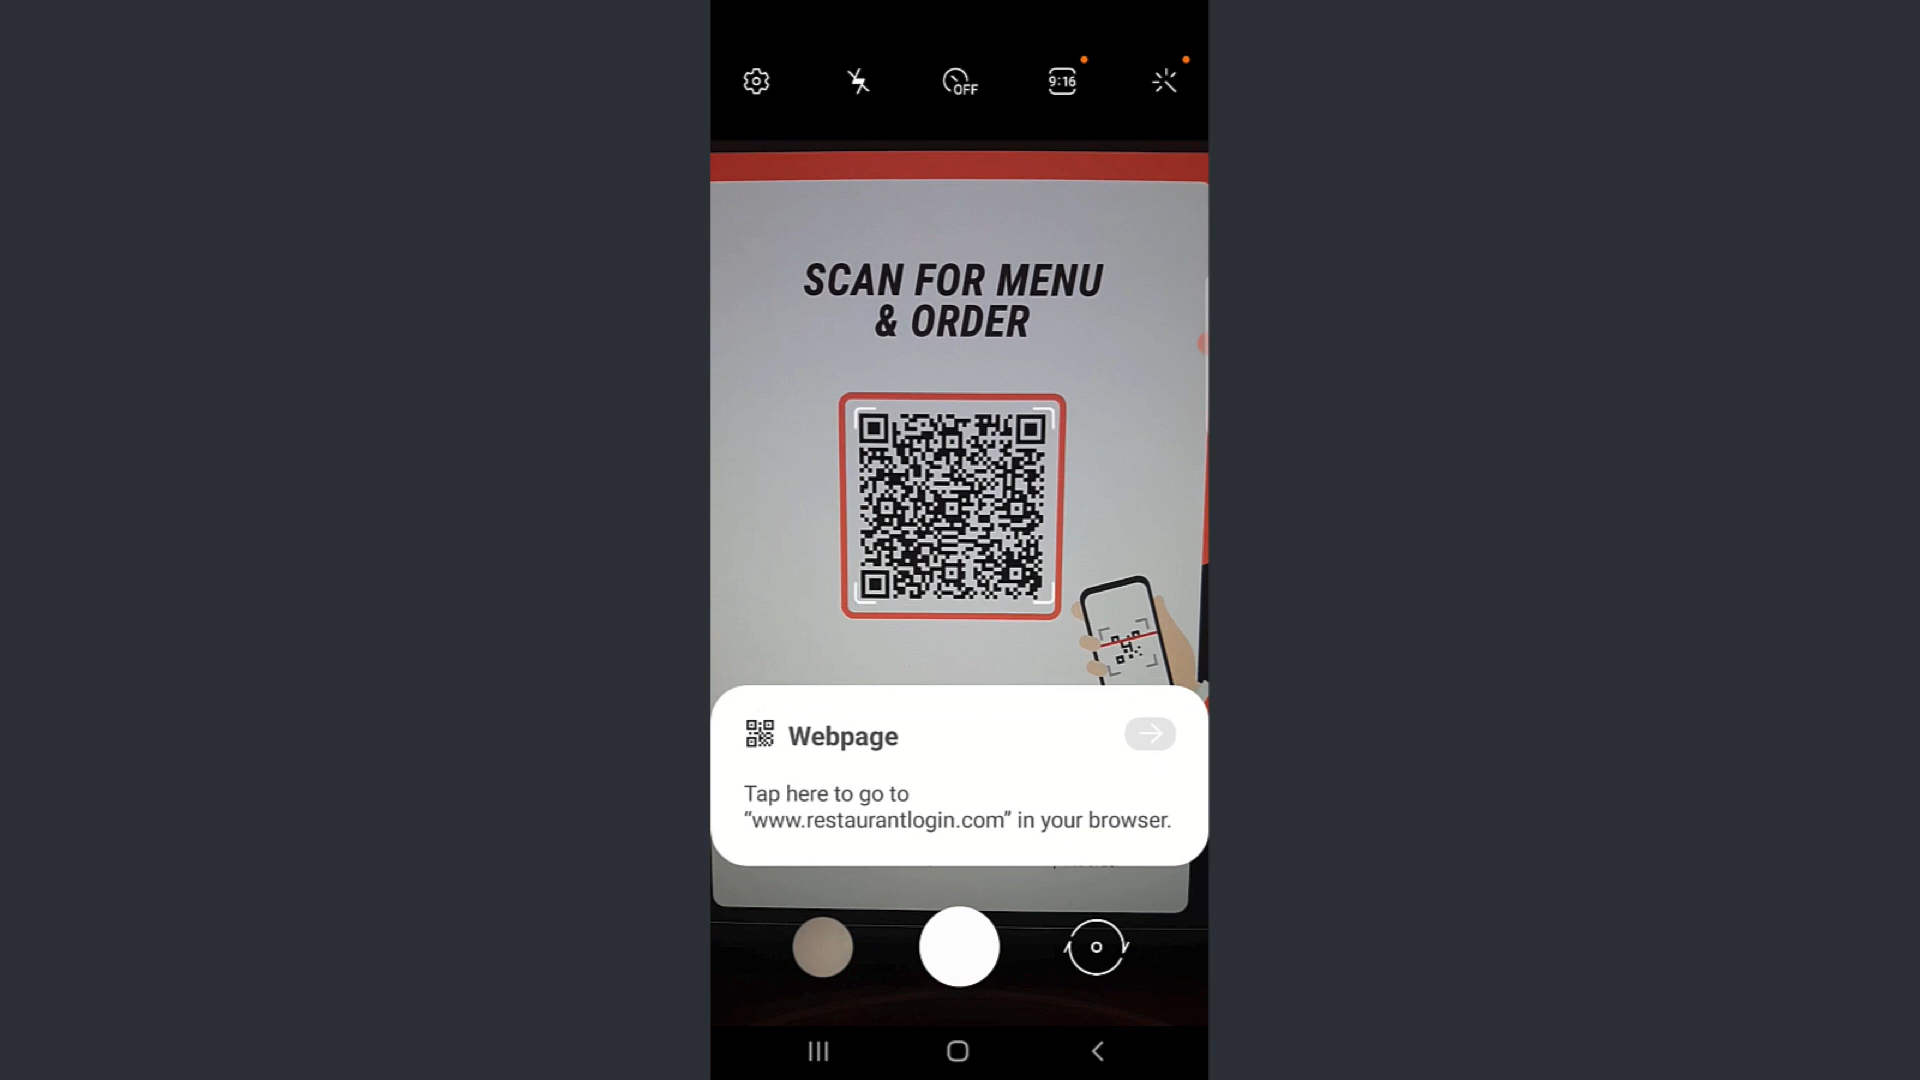 OFF
9:16
SCAN FOR MENU
& ORDER
Webpage
Tap here to go to
“www.restaurantlogin.com” in your browser.